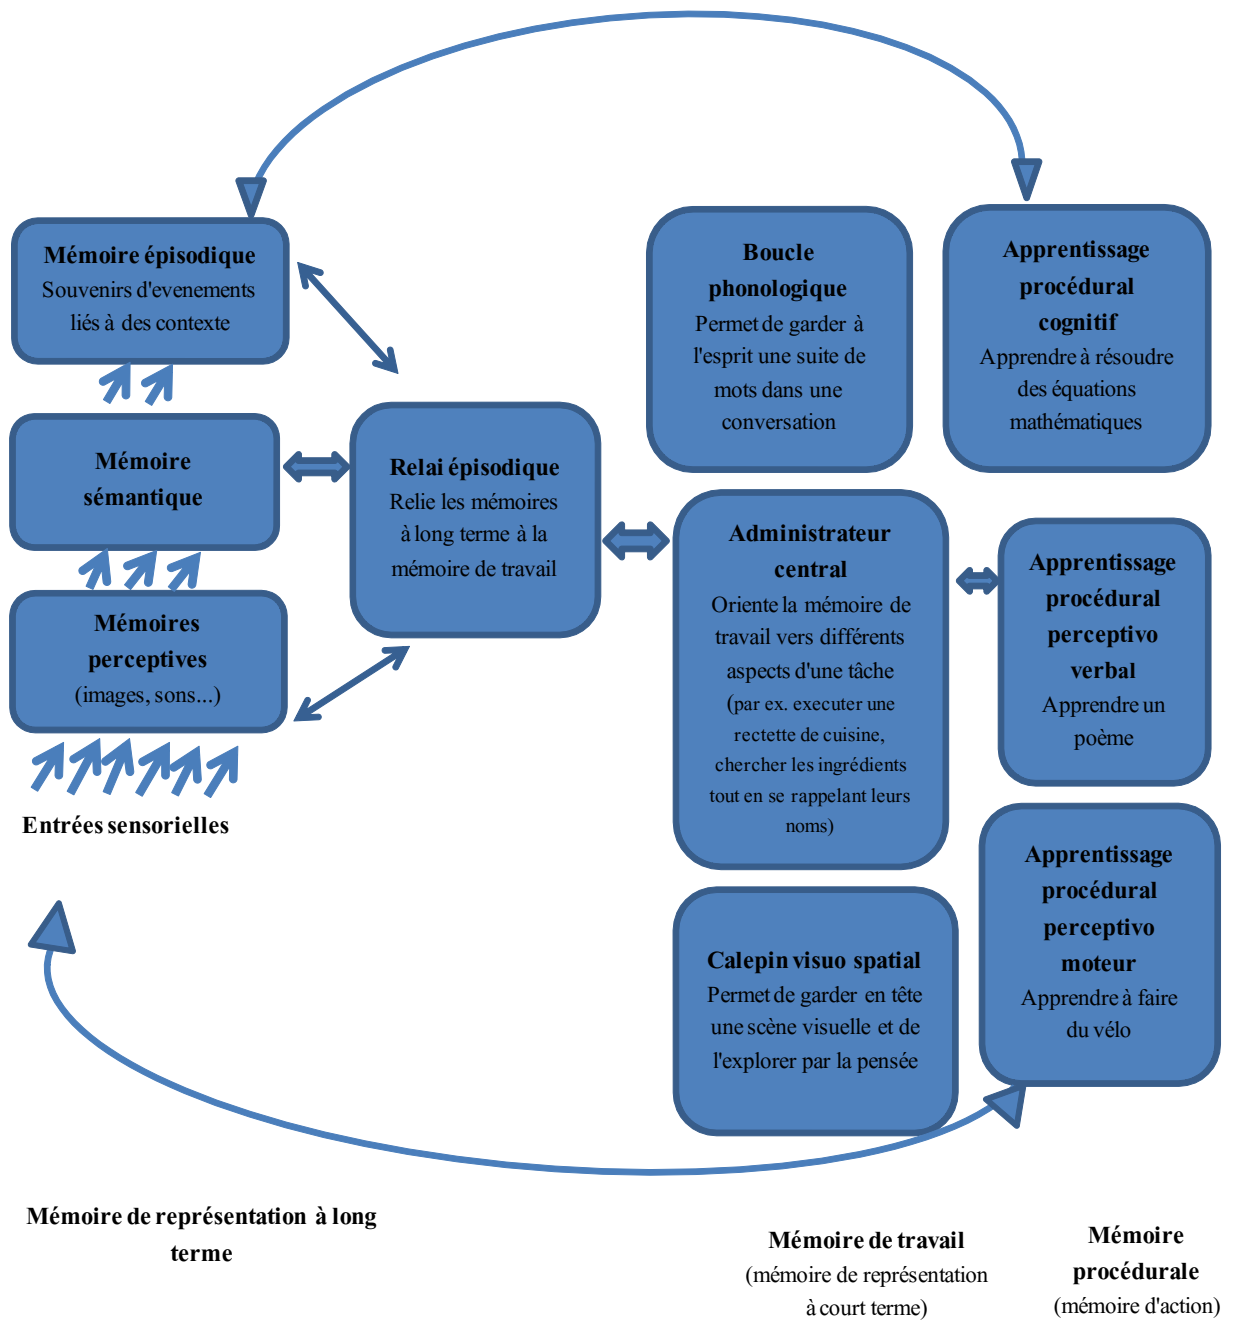 Mémoire épisodique
Souvenirs d'evenements
liés à des contexte
Mémoire
sémantique
Mémoires
perceptives
(images, sons...)
Entrées sensorielles
Relai épisodique
Relie les mémoires
à long terme à la
mémoire de travail
Boucle
phonologique
Permet de garder à
l'esprit une suite de
mots dans une
conversation
Administrateur
central
Oriente la mémoire de
travail vers différents
aspects d'une tâche
(par ex. executer une
rectette de cuisine,
chercher les ingrédients
tout en se rappelant leurs
noms)
Calepin visuo spatial
Permet de garder en tête
une scène visuelle et de
l'explorer par la pensée
Apprentissage
procédural
cognitif
Apprendre à résoudre
des équations
mathématiques
Apprentissage
procédural
perceptivo
verbal
Apprendre un
poème
Apprentissage
procédural
perceptivo
moteur
Apprendre à faire
du vélo
Mémoire de représentation à long
terme
Mémoire de travail
(mémoire de représentation
à court terme)
Mémoire
procédurale
(mémoire d'action)